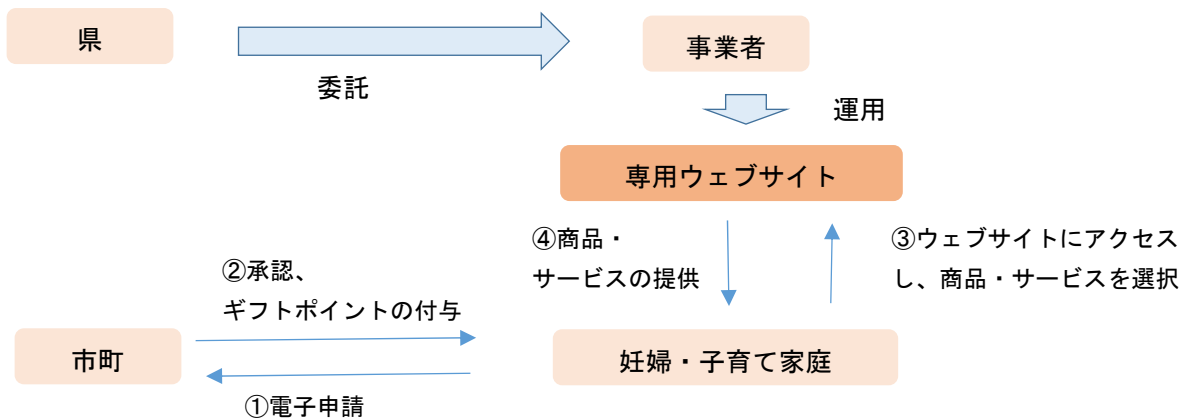 県
事業者
委託
運用
専用ウェブサイト
④商品・
サービスの提供
③ウェブサイトにアクセス
し、商品・サービスを選択
②承認、
ギフトポイントの付与
市町
妊婦・子育て家庭
①電子申請